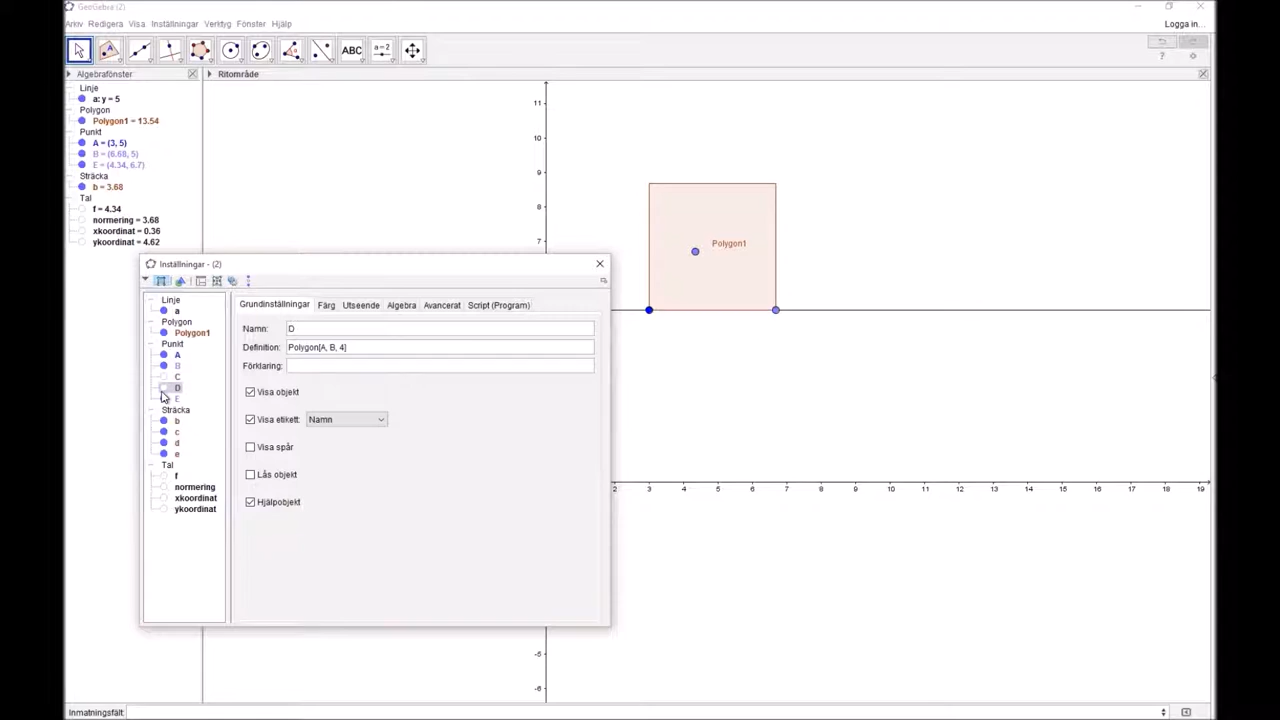 GeoGebra (2)
Arkiv Redigera Visa Inställningar Verktyg Fönster Hjälp
Logga in...
ABC
a=2
?
Algebrafönster
Ritområde
Linje
a: y = 5
Polygon
Polygon1 = 13.54
Punkt
A = (3, 5)
B = (6.68, 5)
E = (4.34, 6.7)
Sträcka
b = 3.68
Tal
f = 4.34
normering = 3.68
xkoordinat = 0.36
ykoordinat = 4.62
11
10
9
8
7
Polygon1
2 3 4 5 6 7 8 9 10 11 12 13 14 15 16 17 18 19
-5
-6
Inställningar - (2)
Linje
a
Polygon
Polygon1
Punkt
A
B
C
D
E
Sträcka
b
c
d
e
Tal
f
normering
xkoordinat
ykoordinat
Grundinställningar Färg Utseende Algebra Avancerat Script (Program)
Namn: D
Definition: Polygon[A, B, 4]
Förklaring:
Visa objekt
Visa etikett: Namn
Visa spår
Lås objekt
Hjälpobjekt
Inmatningsfält: